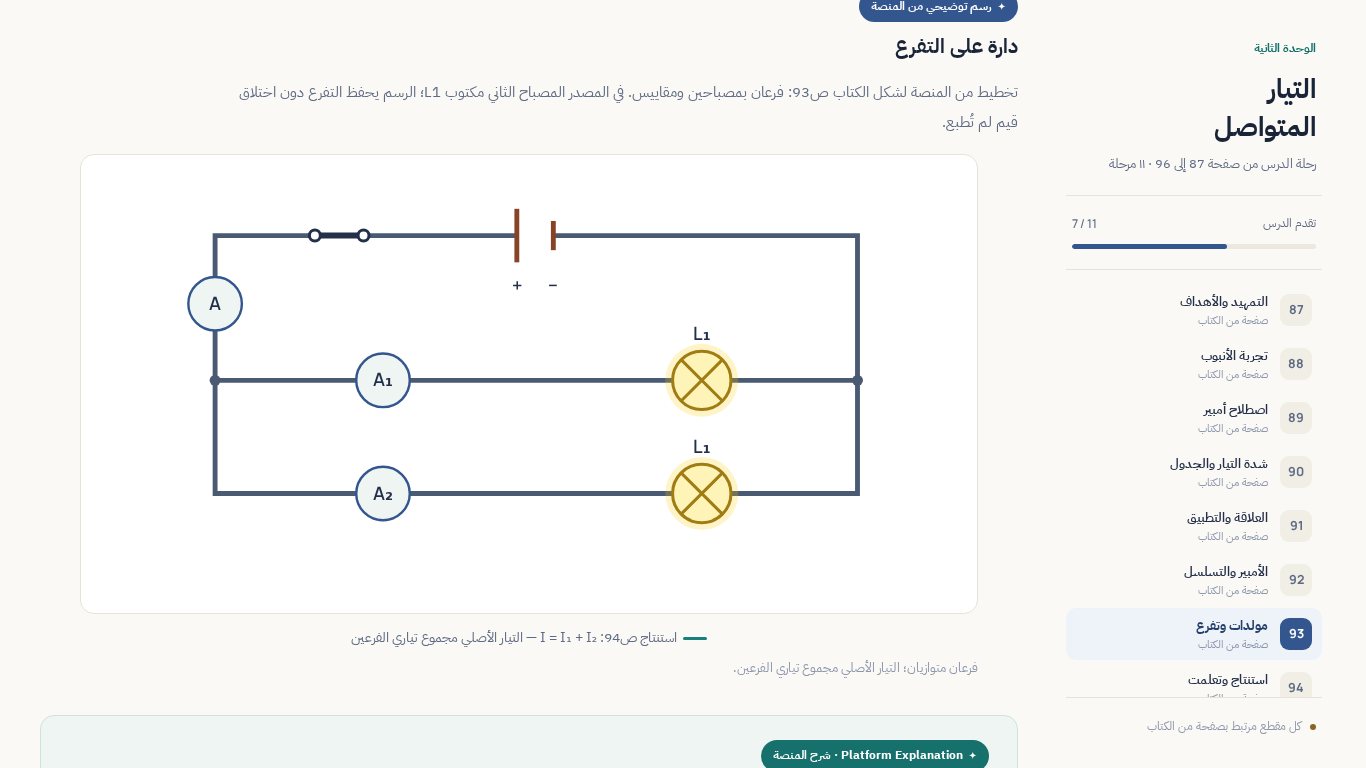 الوحدة الثانية
التيار
المتواصل
رحلة الدرس من صفحة 87 إلى 96 · ١١ مرحلة
تقدم الدرس
7 / 11
87
التمهيد والأهداف
صفحة من الكتاب
88
تجربة الأنبوب
صفحة من الكتاب
89
اصطلاح أمبير
صفحة من الكتاب
90
شدة التيار والجدول
صفحة من الكتاب
91
العلاقة والتطبيق
صفحة من الكتاب
92
الأمبير والتسلسل
صفحة من الكتاب
93
مولدات وتفرع
صفحة من الكتاب
94
استنتاج وتعلمت
صفحة من الكتاب
كل مقطع مرتبط بصفحة من الكتاب
✦ رسم توضيحي من المنصة
دارة على التفرع
تخطيط من المنصة لشكل الكتاب ص93: فرعان بمصباحين ومقاييس. في المصدر المصباح الثاني مكتوب L1؛ الرسم يحفظ التفرع دون اختلاق
قيم لم تُطبع.
+ −
A
L₁
A₁
L₁
A₂
استنتاج ص94: I = I₁ + I₂ — التيار الأصلي مجموع تياري الفرعين
فرعان متوازيان؛ التيار الأصلي مجموع تياري الفرعين.
✦ Platform Explanation · شرح المنصة